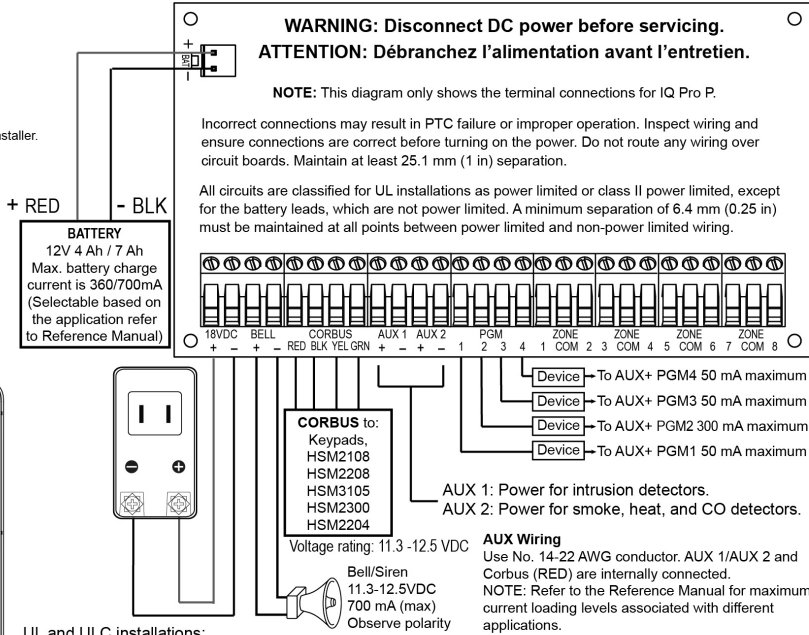 WARNING: Disconnect DC power before servicing.
ATTENTION: Débranchez l'alimentation avant l'entretien.
+
BAT
–
NOTE: This diagram only shows the terminal connections for IQ Pro P.
Incorrect connections may result in PTC failure or improper operation. Inspect wiring and
ensure connections are correct before turning on the power. Do not route any wiring over
circuit boards. Maintain at least 25.1 mm (1 in) separation.
All circuits are classified for UL installations as power limited or class II power limited, except
for the battery leads, which are not power limited. A minimum separation of 6.4 mm (0.25 in)
must be maintained at all points between power limited and non-power limited wiring.
+ RED - BLK
BATTERY
12V 4 Ah / 7 Ah
Max. battery charge
current is 360/700mA
(Selectable based on
the application refer
to Reference Manual)
18VDC BELL CORBUS AUX 1 AUX 2 PGM ZONE ZONE ZONE ZONE
+ – + – RED BLK YEL GRN + – + – 1 2 3 4 1 COM 2 3 COM 4 5 COM 6 7 COM 8
Device To AUX+ PGM4 50 mA maximum
Device To AUX+ PGM3 50 mA maximum
Device To AUX+ PGM2 300 mA maximum
Device To AUX+ PGM1 50 mA maximum
– +
CORBUS to:
Keypads,
HSM2108
HSM2208
HSM3105
HSM2300
HSM2204
Voltage rating: 11.3 -12.5 VDC
AUX 1: Power for intrusion detectors.
AUX 2: Power for smoke, heat, and CO detectors.
Bell/Siren
11.3-12.5VDC
700 mA (max)
Observe polarity
AUX Wiring
Use No. 14-22 AWG conductor. AUX 1/AUX 2 and
Corbus (RED) are internally connected.
NOTE: Refer to the Reference Manual for maximum
current loading levels associated with different
applications.
UL and ULC installations: